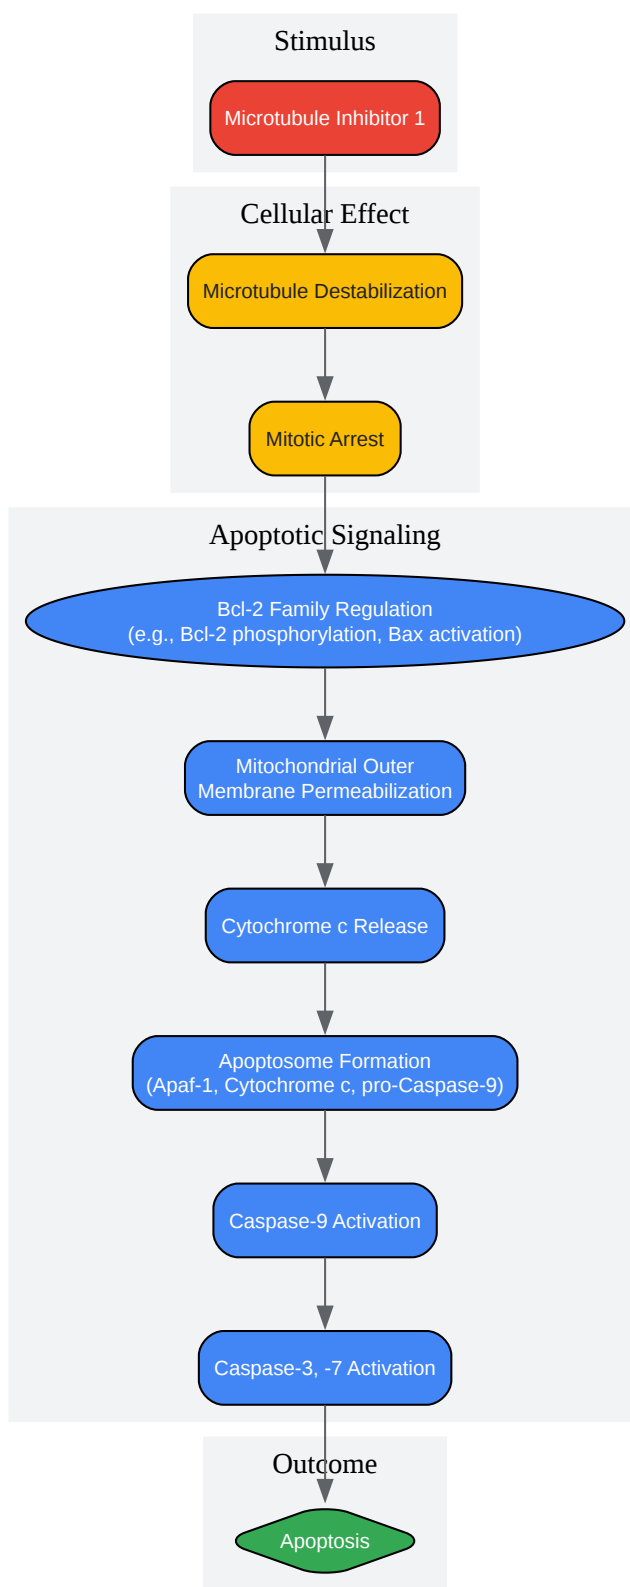 Stimulus
Microtubule Inhibitor 1
Cellular Effect
Microtubule Destabilization
Mitotic Arrest
Apoptotic Signaling
Bcl-2 Family Regulation
(e.g., Bcl-2 phosphorylation, Bax activation)
Mitochondrial Outer
Membrane Permeabilization
Cytochrome c Release
Apoptosome Formation
(Apaf-1, Cytochrome c, pro-Caspase-9)
Caspase-9 Activation
Caspase-3, -7 Activation
Outcome
Apoptosis